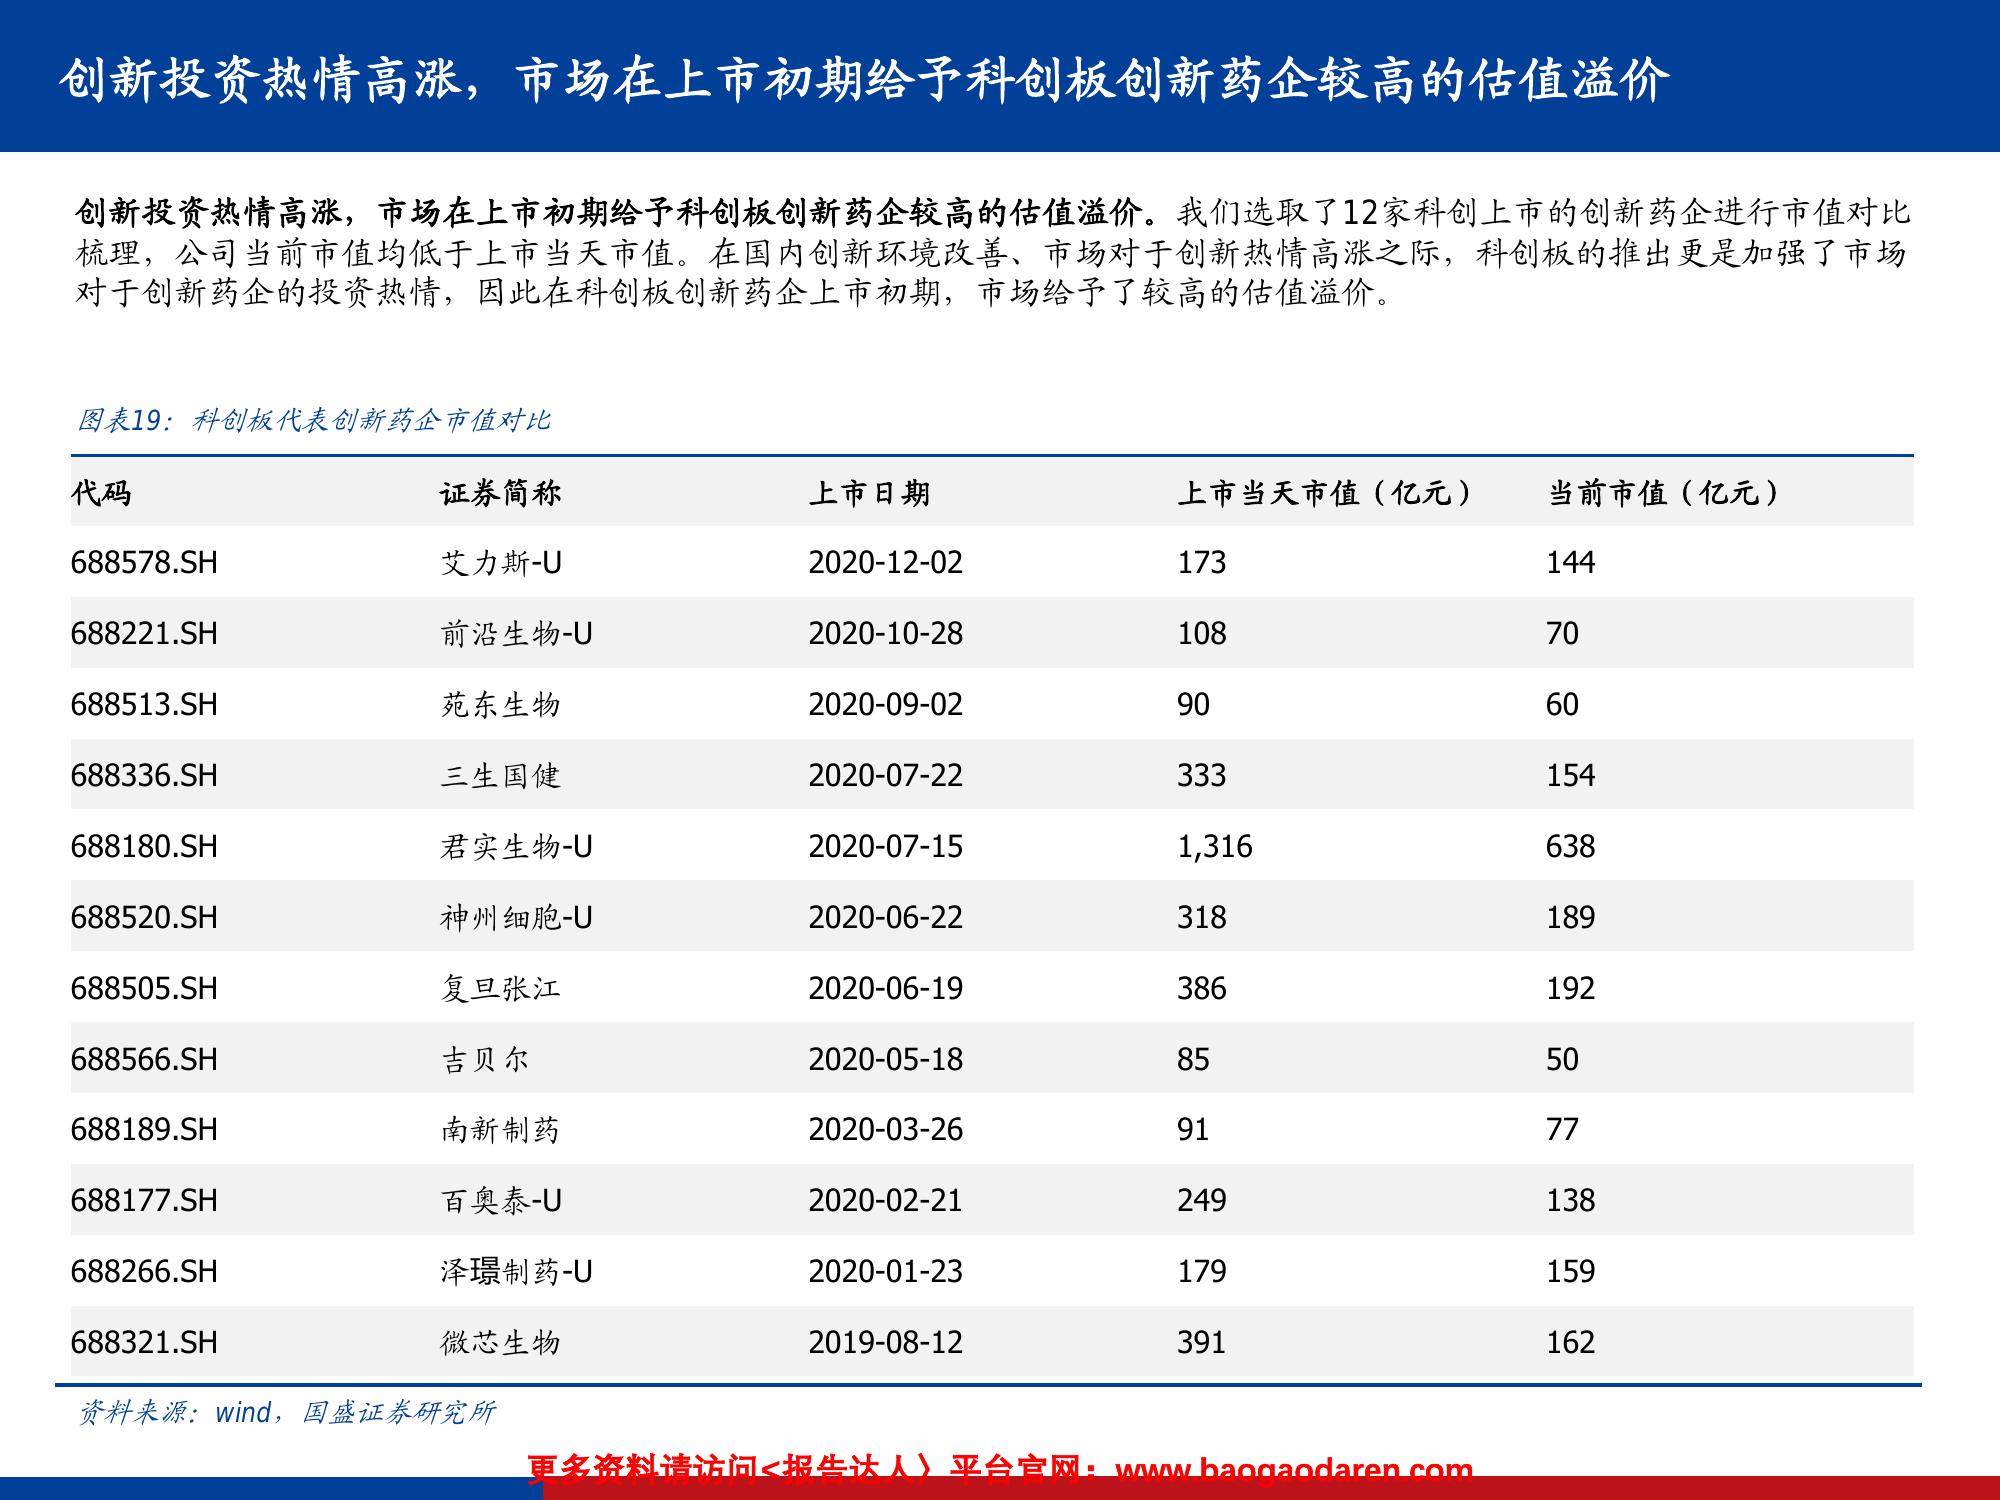 创新投资热情高涨，市场在上市初期给予科创板创新药企较高的估值溢价
创新投资热情高涨，市场在上市初期给予科创板创新药企较高的估值溢价。我们选取了12家科创上市的创新药企进行市值对比
梳理，公司当前市值均低于上市当天市值。在国内创新环境改善、市场对于创新热情高涨之际，科创板的推出更是加强了市场
对于创新药企的投资热情，因此在科创板创新药企上市初期，市场给予了较高的估值溢价。
图表19：科创板代表创新药企市值对比
代码 证券简称 上市日期 上市当天市值（亿元） 当前市值（亿元）
688578.SH 艾力斯-U 2020-12-02 173 144
688221.SH 前沿生物-U 2020-10-28 108 70
688513.SH 苑东生物 2020-09-02 90 60
688336.SH 三生国健 2020-07-22 333 154
688180.SH 君实生物-U 2020-07-15 1,316 638
688520.SH 神州细胞-U 2020-06-22 318 189
688505.SH 复旦张江 2020-06-19 386 192
688566.SH 吉贝尔 2020-05-18 85 50
688189.SH 南新制药 2020-03-26 91 77
688177.SH 百奥泰-U 2020-02-21 249 138
688266.SH 泽璟制药-U 2020-01-23 179 159
688321.SH 微芯生物 2019-08-12 391 162
资料来源：wind，国盛证券研究所
更多资料请访问<报告达人〉平台官网：www.baogaodaren.com